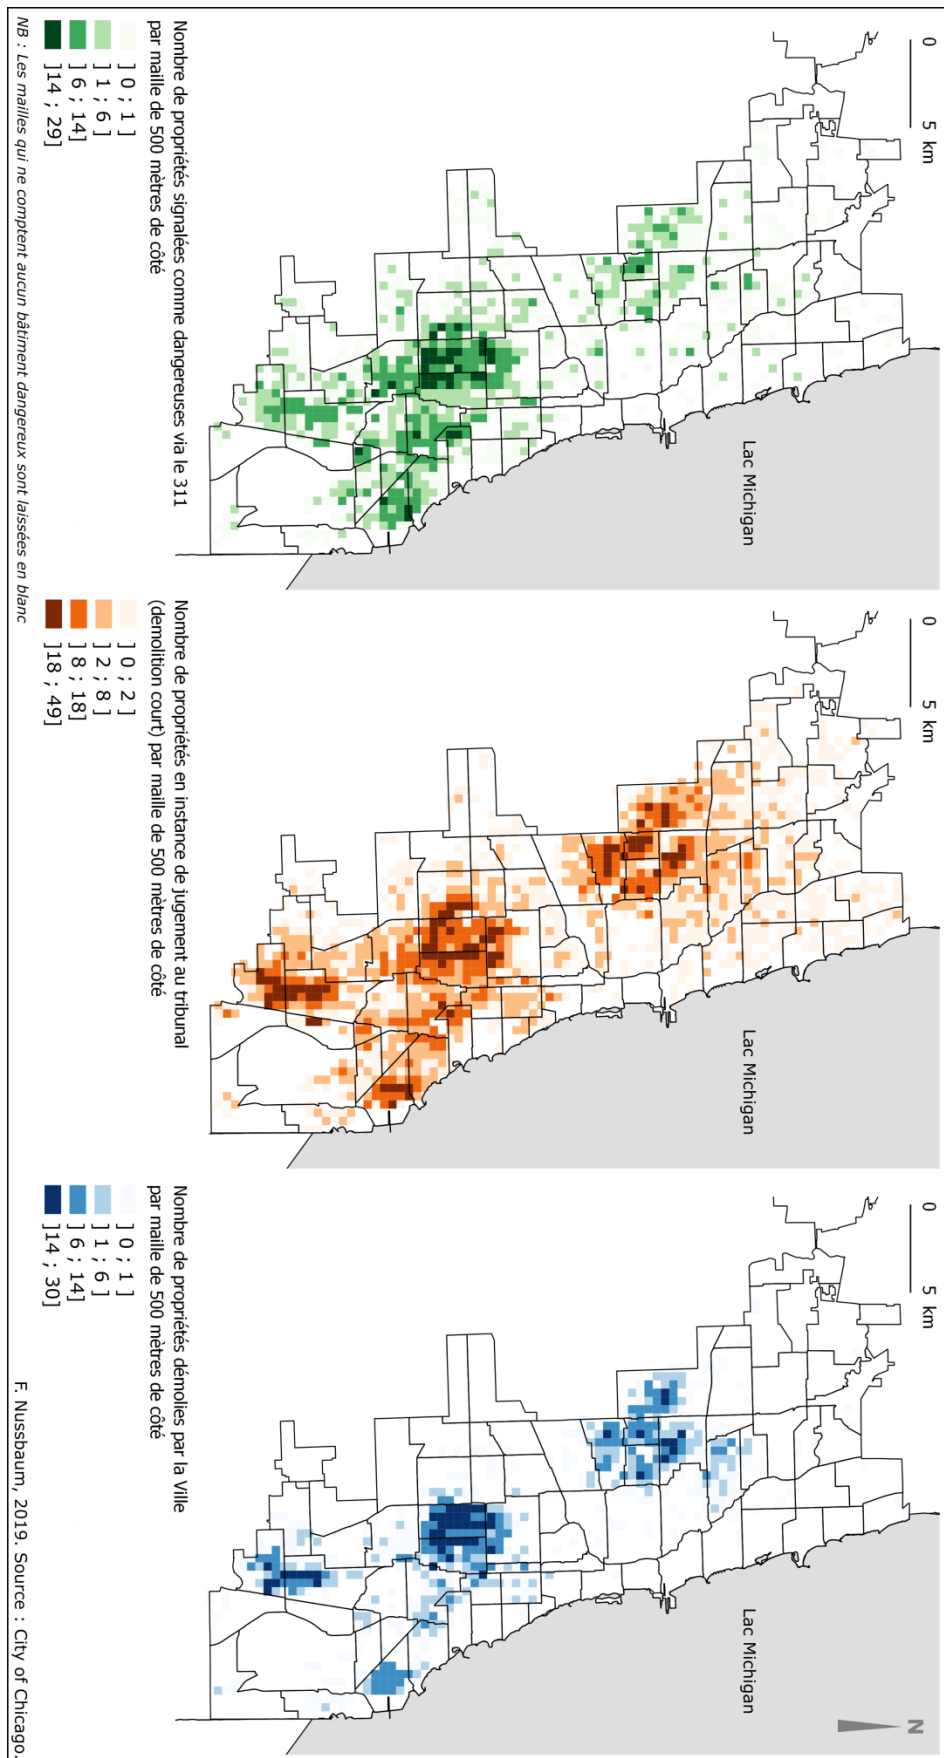 0 5 km
Lac Michigan
Nombre de propriétés signalées comme dangereuses via le 311
par maille de 500 mètres de côté
] 0 ; 1 ]
] 1 ; 6 ]
] 6 ; 14]
]14 ; 29]
0 5 km
Lac Michigan
Nombre de propriétés en instance de jugement au tribunal
(demolition court) par maille de 500 mètres de côté
] 0 ; 2 ]
] 2 ; 8 ]
] 8 ; 18]
]18 ; 49]
0 5 km
Lac Michigan
N
Nombre de propriétés démolies par la Ville
par maille de 500 mètres de côté
] 0 ; 1 ]
] 1 ; 6 ]
] 6 ; 14]
]14 ; 30]
NB : Les mailles qui ne comptent aucun bâtiment dangereux sont laissées en blanc
F. Nussbaum, 2019. Source : City of Chicago.